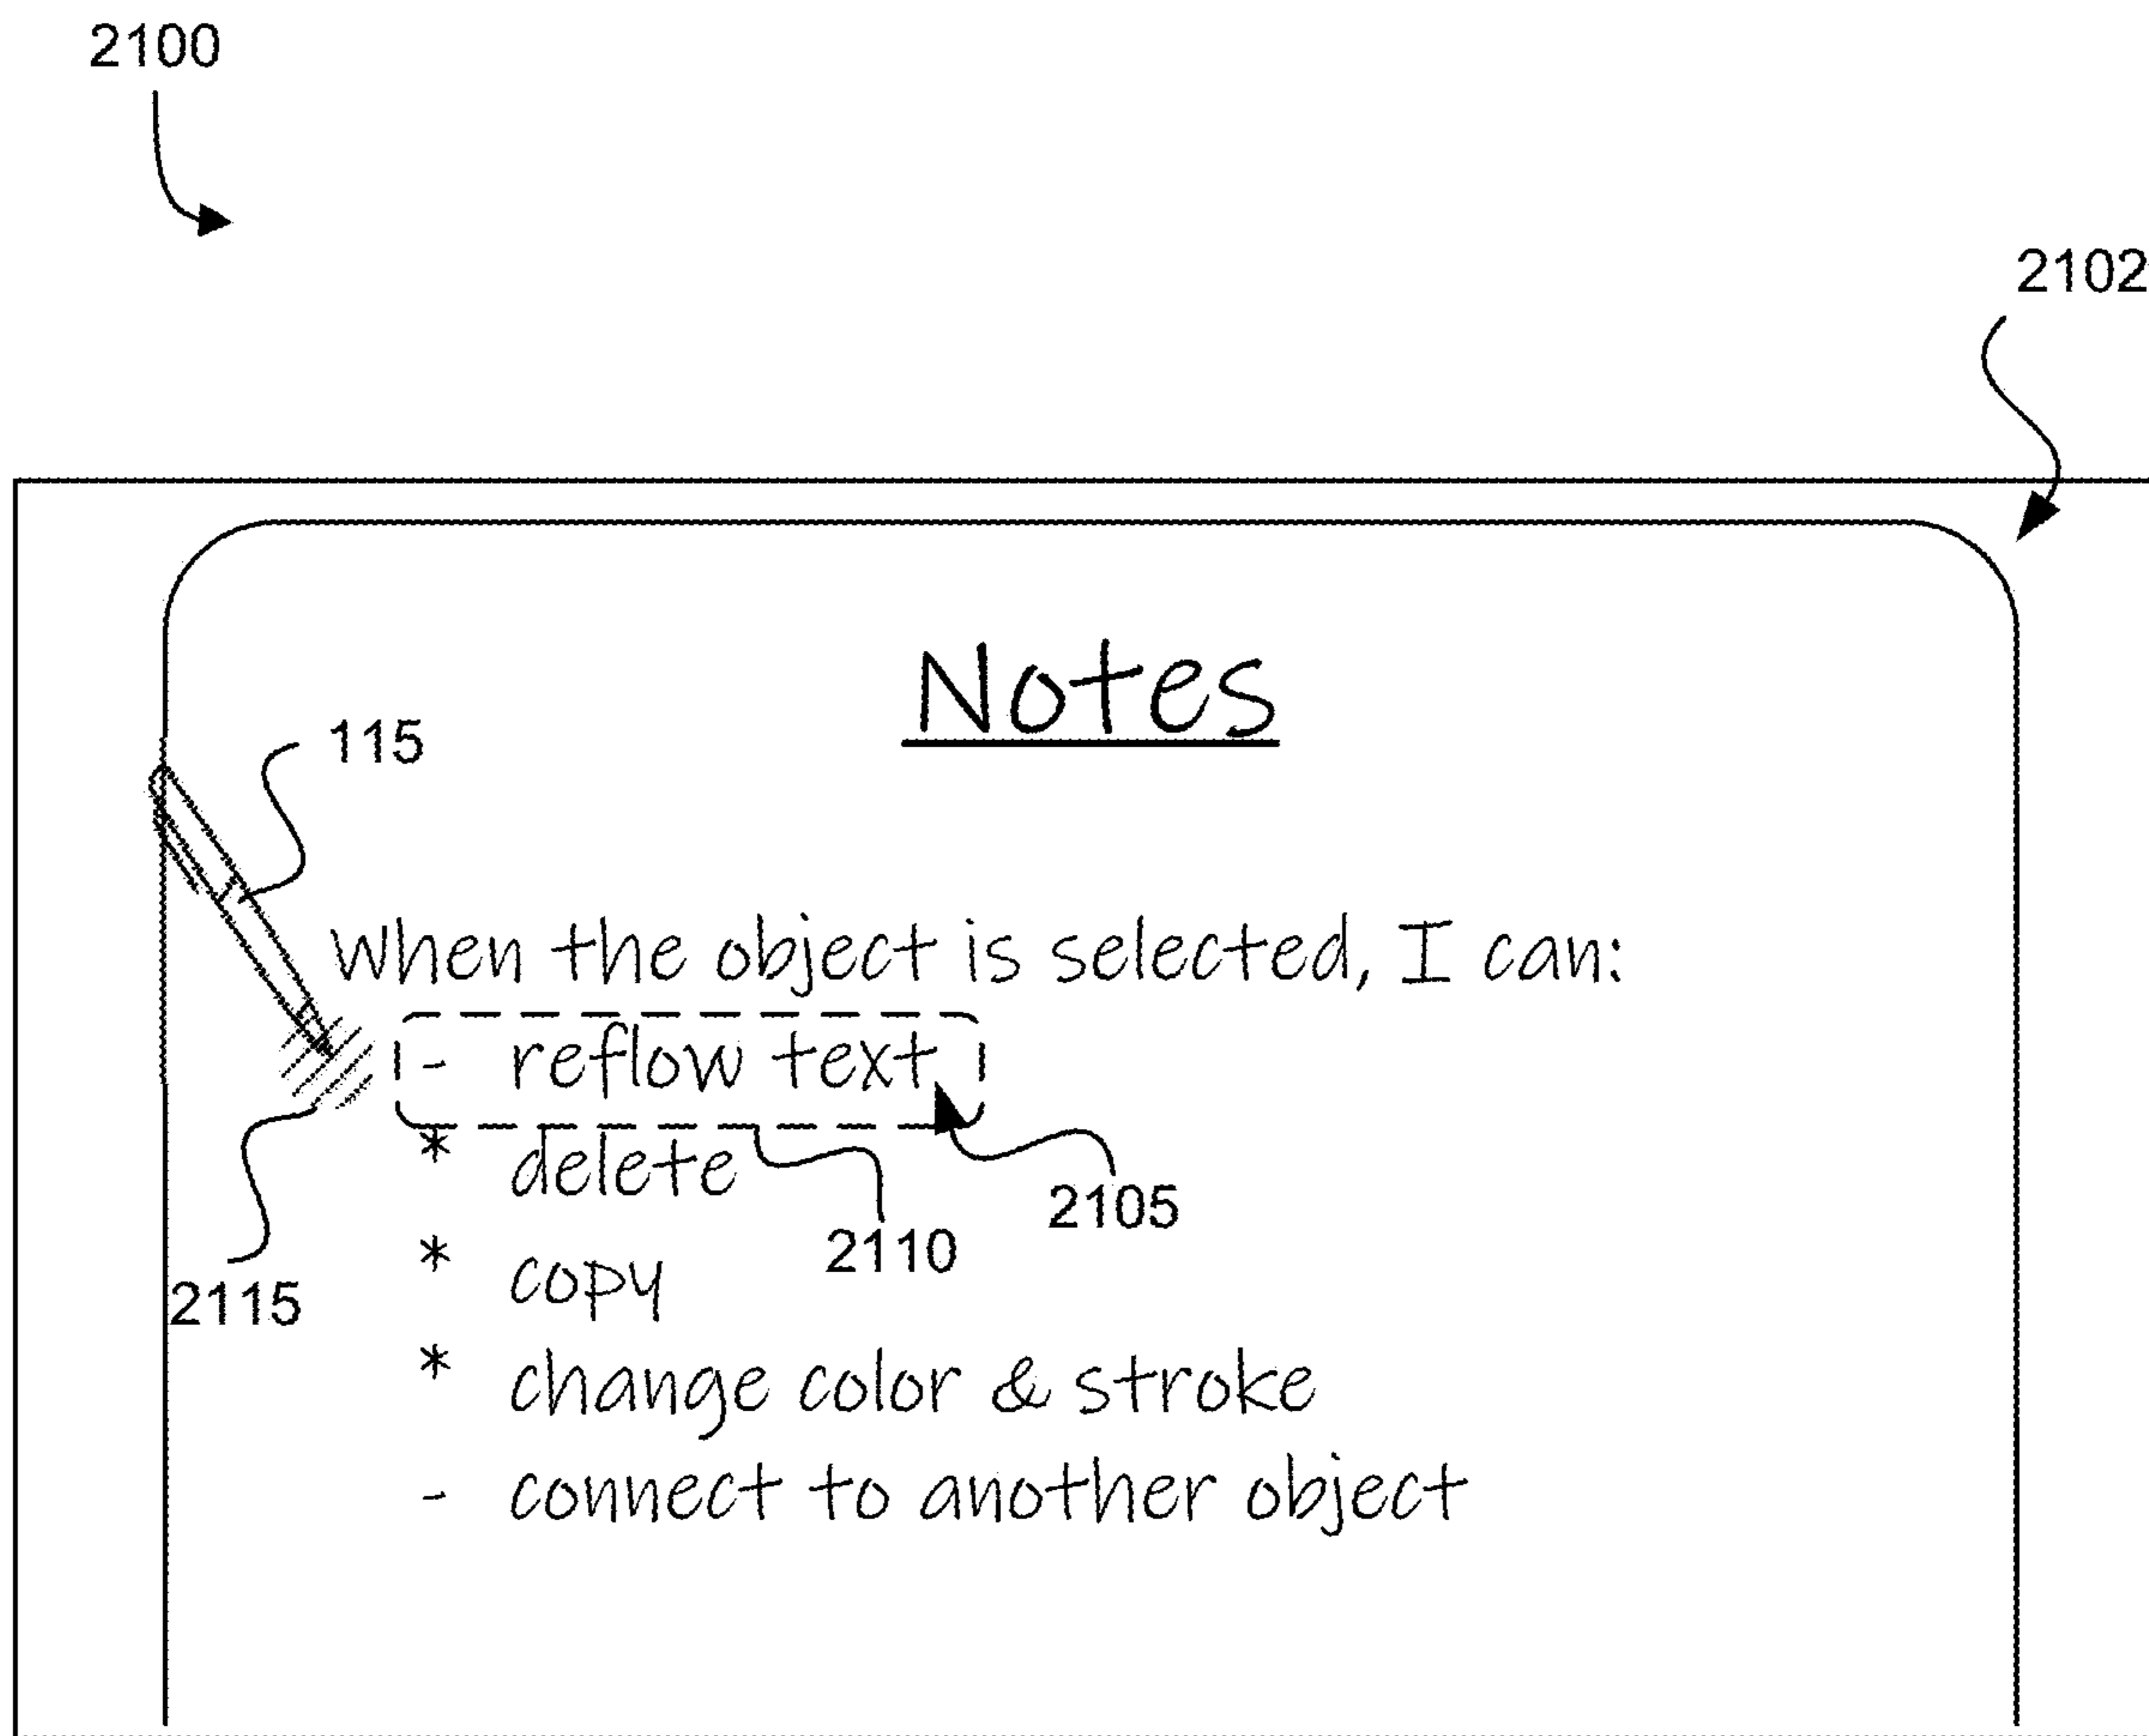 2100
2102
Notes
115
When the object is selected, I can:
- reflow text
* delete
2105
2110
* copy
2115
* change color & stroke
- connect to another object